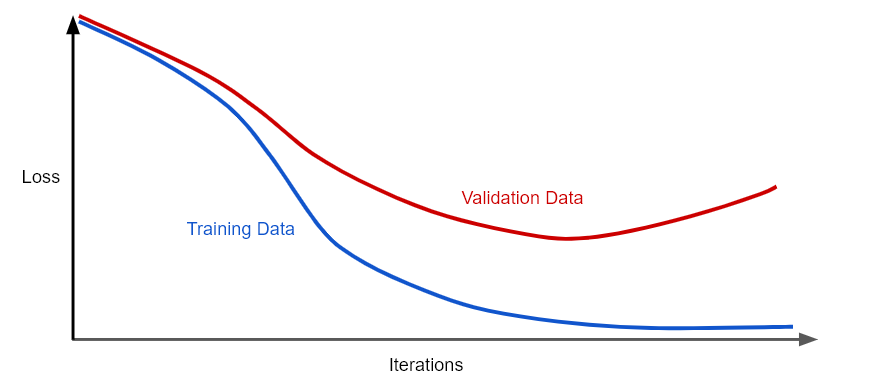 Loss
Validation Data
Training Data
Iterations